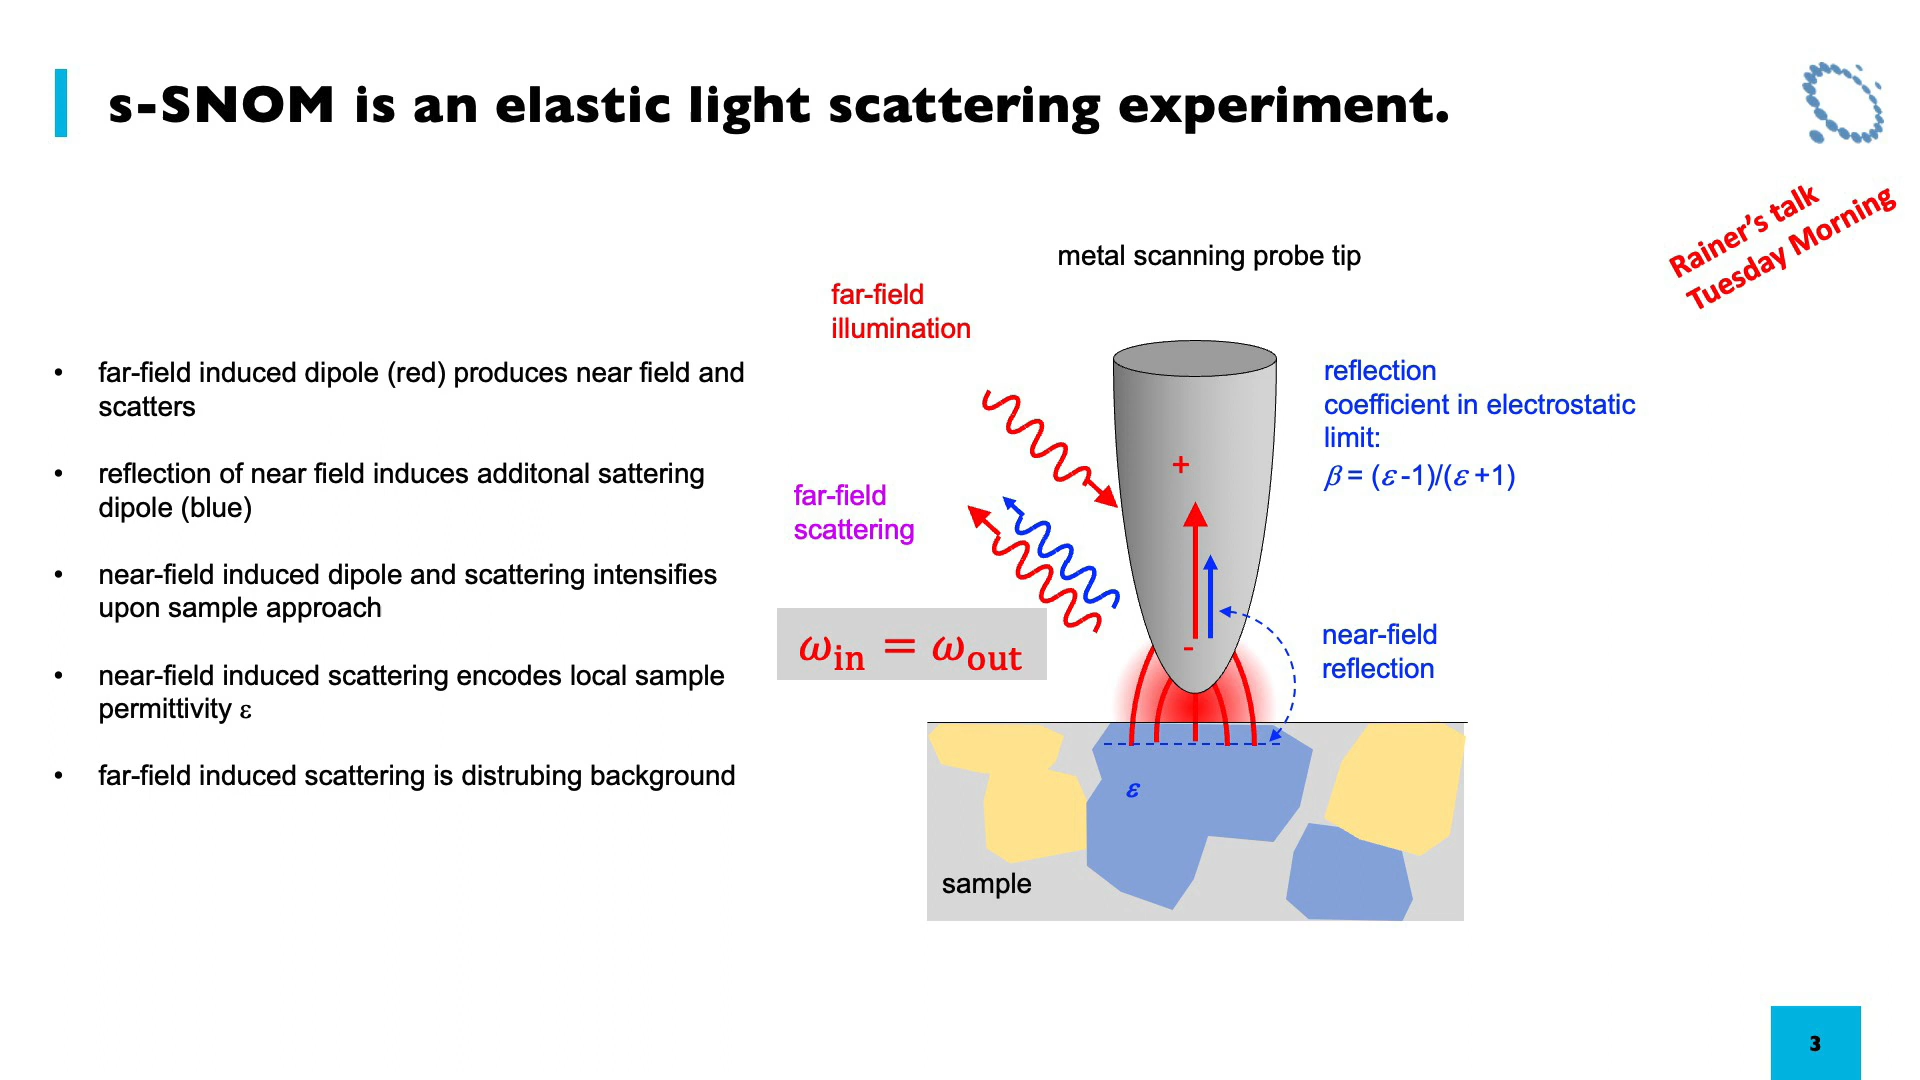 s-SNOM is an elastic light scattering experiment.
Rainer's talk
Tuesday Morning
• far-field induced dipole (red) produces near field and
scatters
• reflection of near field induces additonal sattering
dipole (blue)
• near-field induced dipole and scattering intensifies
upon sample approach
• near-field induced scattering encodes local sample
permittivity ε
• far-field induced scattering is distrubing background
metal scanning probe tip
far-field
illumination
far-field
scattering
ω_in = ω_out
+
-
reflection
coefficient in electrostatic
limit:
β = (ε -1)/(ε +1)
near-field
reflection
ε
sample
3